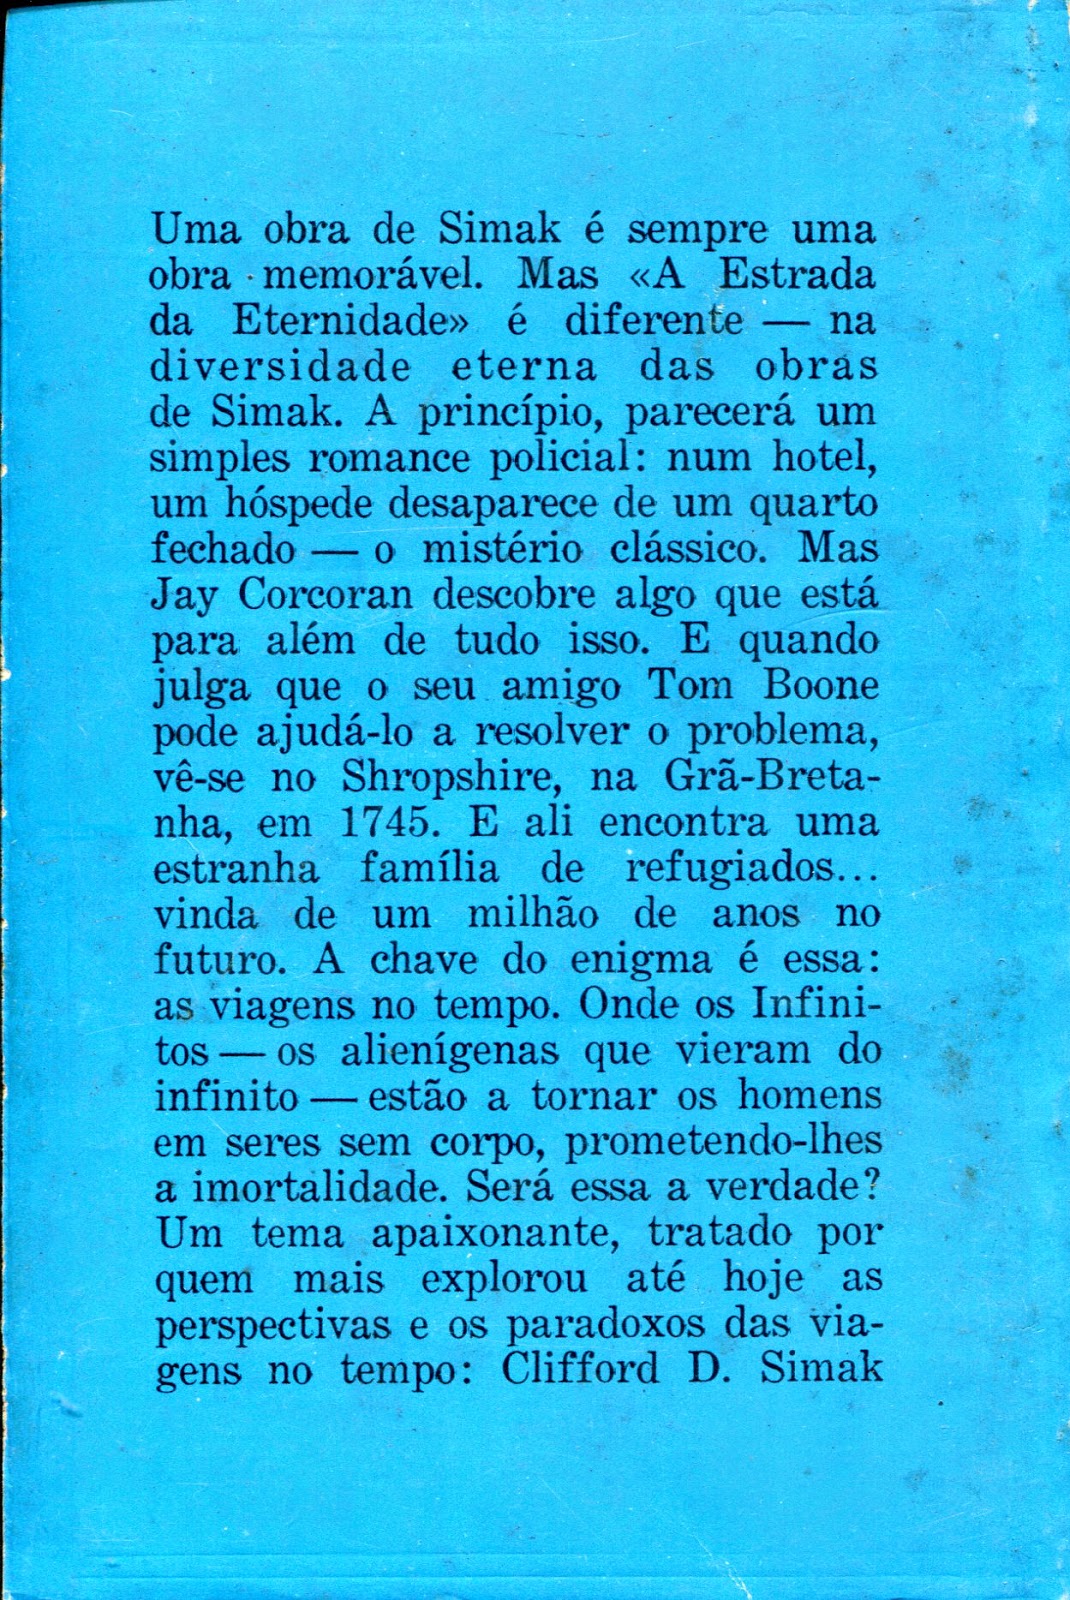 Uma obra de Simak é sempre uma
obra memorável. Mas «A Estrada
da Eternidade» é diferente — na
diversidade eterna das obras
de Simak. A princípio, parecerá um
simples romance policial: num hotel,
um hóspede desaparece de um quarto
fechado — o mistério clássico. Mas
Jay Corcoran descobre algo que está
para além de tudo isso. E quando
julga que o seu amigo Tom Boone
pode ajudá-lo a resolver o problema,
vê-se no Shropshire, na Grã-Breta-
nha, em 1745. E ali encontra uma
estranha família de refugiados...
vinda de um milhão de anos no
futuro. A chave do enigma é essa:
as viagens no tempo. Onde os Infini-
tos — os alienígenas que vieram do
infinito — estão a tornar os homens
em seres sem corpo, prometendo-lhes
a imortalidade. Será essa a verdade?
Um tema apaixonante, tratado por
quem mais explorou até hoje as
perspectivas e os paradoxos das via-
gens no tempo: Clifford D. Simak